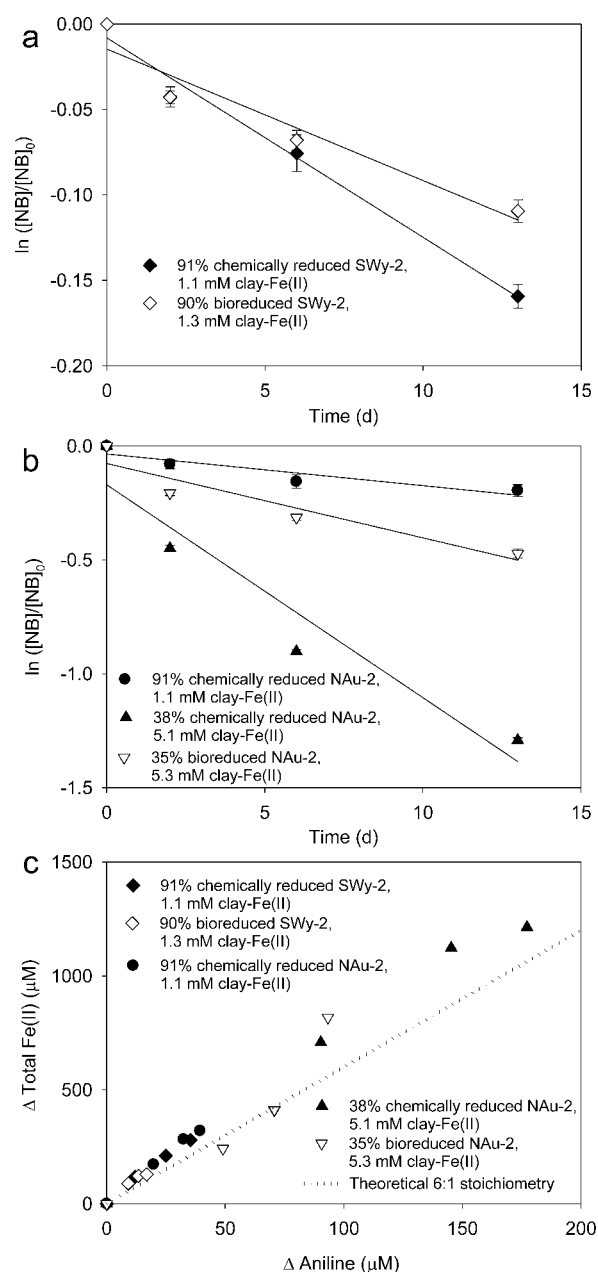 a
0.00
-0.05
-0.10
-0.15
-0.20
ln ([NB]/[NB]0)
91% chemically reduced SWy-2,
1.1 mM clay-Fe(II)
90% bioreduced SWy-2,
1.3 mM clay-Fe(II)
0 5 10 15
Time (d)
b
0.0
-0.5
-1.0
-1.5
ln ([NB]/[NB]0)
91% chemically reduced NAu-2,
1.1 mM clay-Fe(II)
38% chemically reduced NAu-2,
5.1 mM clay-Fe(II)
35% bioreduced NAu-2,
5.3 mM clay-Fe(II)
0 5 10 15
Time (d)
c
1500
1000
500
0
Δ Total Fe(II) (μM)
91% chemically reduced SWy-2,
1.1 mM clay-Fe(II)
90% bioreduced SWy-2,
1.3 mM clay-Fe(II)
91% chemically reduced NAu-2,
1.1 mM clay-Fe(II)
38% chemically reduced NAu-2,
5.1 mM clay-Fe(II)
35% bioreduced NAu-2,
5.3 mM clay-Fe(II)
Theoretical 6:1 stoichiometry
0 50 100 150 200
Δ Aniline (μM)